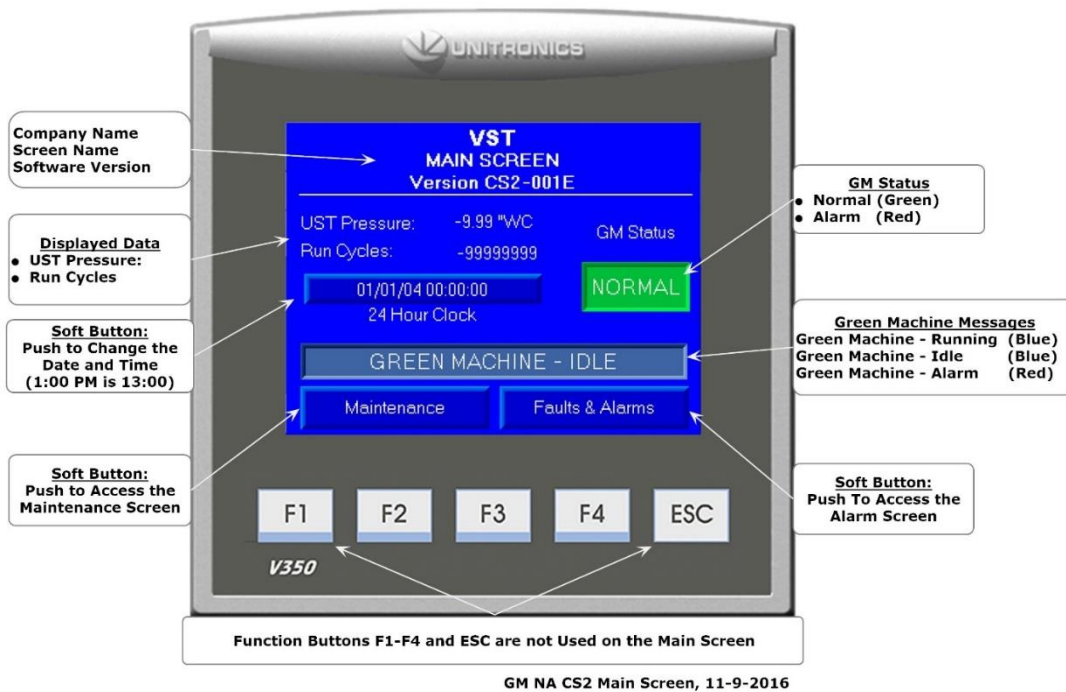 UNITRONICS
Company Name
Screen Name
Software Version
VST
MAIN SCREEN
Version CS2-001E
GM Status
• Normal (Green)
• Alarm (Red)
Displayed Data
• UST Pressure:
• Run Cycles
UST Pressure: -9.99 "WC
Run Cycles: -99999999
GM Status
NORMAL
01/01/04 00:00:00
24 Hour Clock
Soft Button:
Push to Change the
Date and Time
(1:00 PM is 13:00)
Green Machine Messages
Green Machine - Running (Blue)
Green Machine - Idle (Blue)
Green Machine - Alarm (Red)
GREEN MACHINE - IDLE
Maintenance
Faults & Alarms
Soft Button:
Push to Access the
Maintenance Screen
Soft Button:
Push To Access the
Alarm Screen
F1 F2 F3 F4 ESC
V350
Function Buttons F1-F4 and ESC are not Used on the Main Screen
GM NA CS2 Main Screen, 11-9-2016